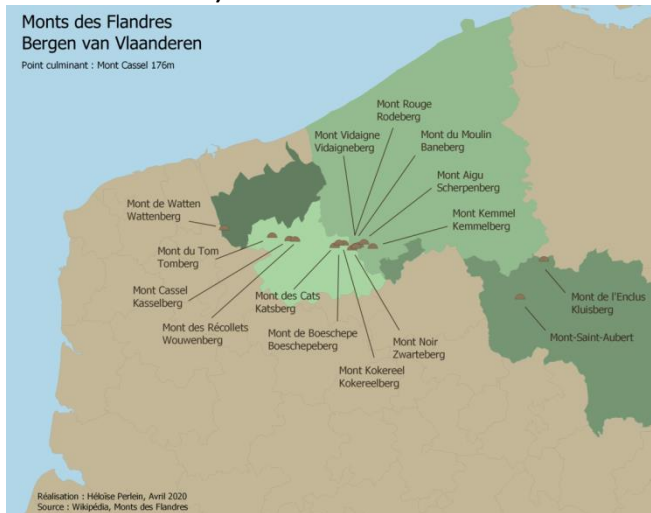 Monts des Flandres
Bergen van Vlaanderen
Point culminant : Mont Cassel 176m
Mont Rouge
Rodeberg
Mont Vidaigne
Vidaigneberg
Mont du Moulin
Baneberg
Mont Aigu
Scherpenberg
Mont de Watten
Wattenberg
Mont Kemmel
Kemmelberg
Mont du Tom
Tomberg
Mont Cassel
Kasselberg
Mont des Cats
Katsberg
Mont de l'Enclus
Kluisberg
Mont des Récollets
Wouwenberg
Mont de Boeschepe
Boeschepeberg
Mont Noir
Zwarteberg
Mont-Saint-Aubert
Mont Kokereel
Kokereelberg
Réalisation : Héloïse Perlein, Avril 2020
Source : Wikipédia, Monts des Flandres